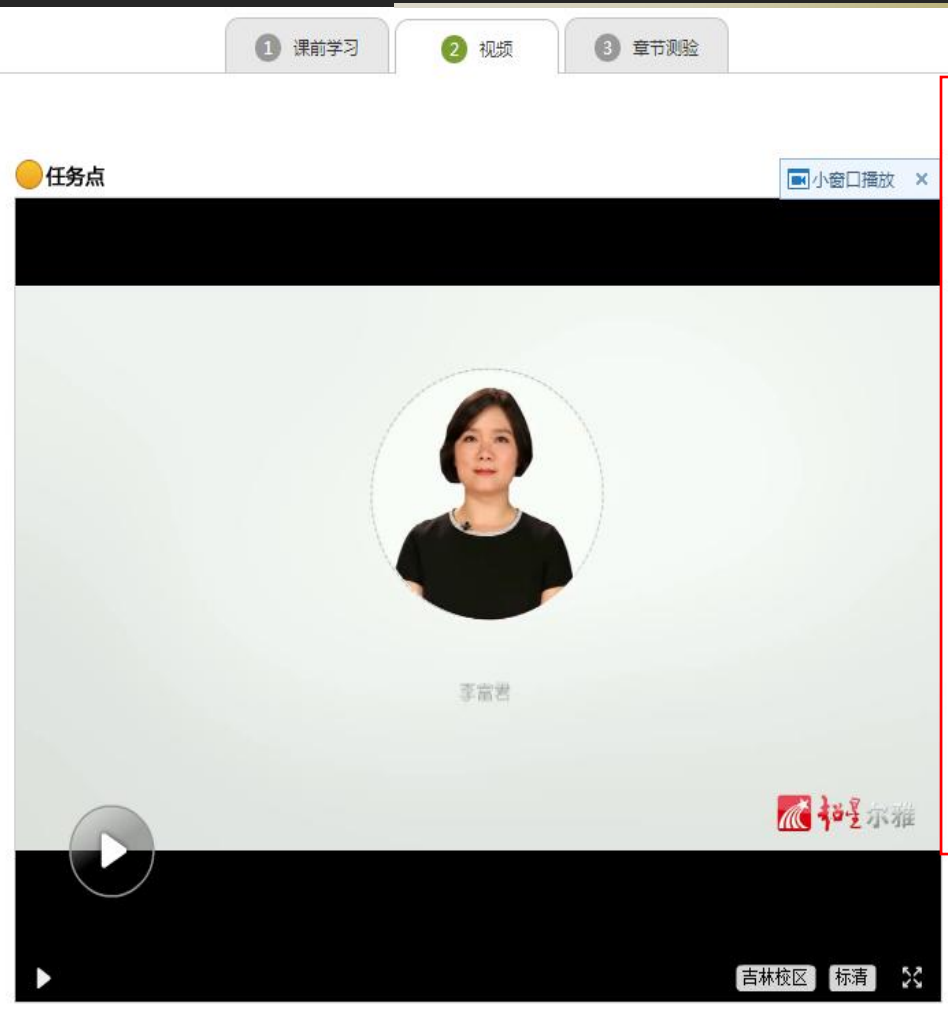 1 课前学习
2 视频
3 章节测验
任务点
小窗口播放 ×
李富君
超星尔雅
吉林校区
标清